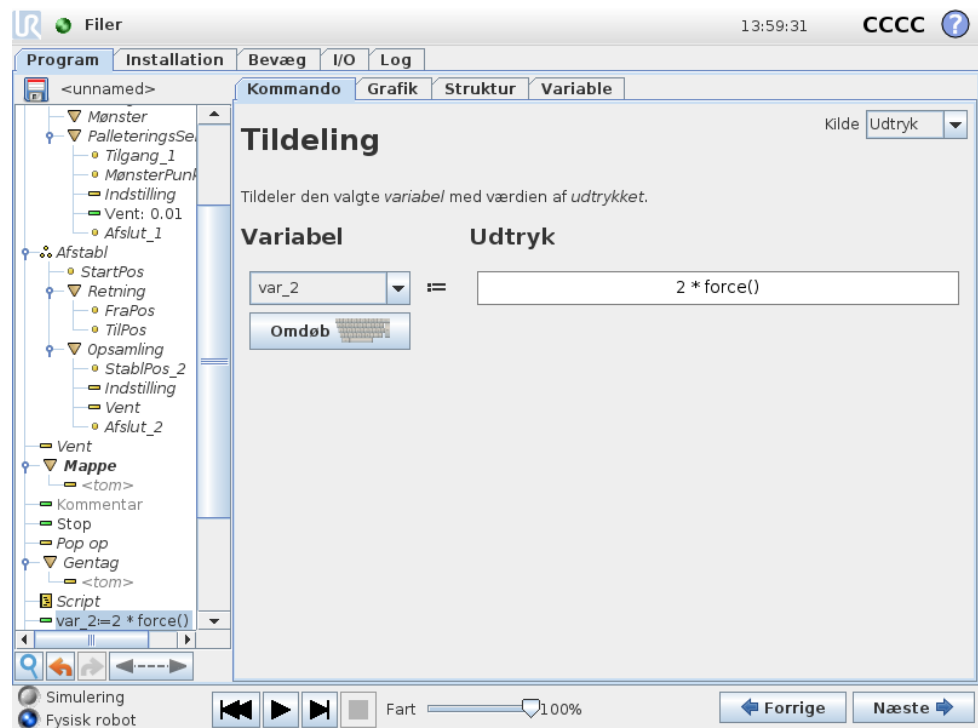 Filer
13:59:31
CCCC
?
Program Installation Bevæg I/O Log
<unnamed>
Kommando Grafik Struktur Variable
Mønster
PalleteringsSe
Tilgang_1
MønsterPunk
Indstilling
Vent: 0.01
Afslut_1
Afstabl
StartPos
Retning
FraPos
TilPos
Opsamling
StablPos_2
Indstilling
Vent
Afslut_2
Vent
Mappe
<tom>
Kommentar
Stop
Pop op
Gentag
<tom>
Script
var_2:=2 * force()
Tildeling
Kilde Udtryk
Tildeler den valgte variabel med værdien af udtrykket.
Variabel Udtryk
var_2 := 2 * force()
Omdøb
Simulering
Fysisk robot
Fart 100%
Forrige Næste